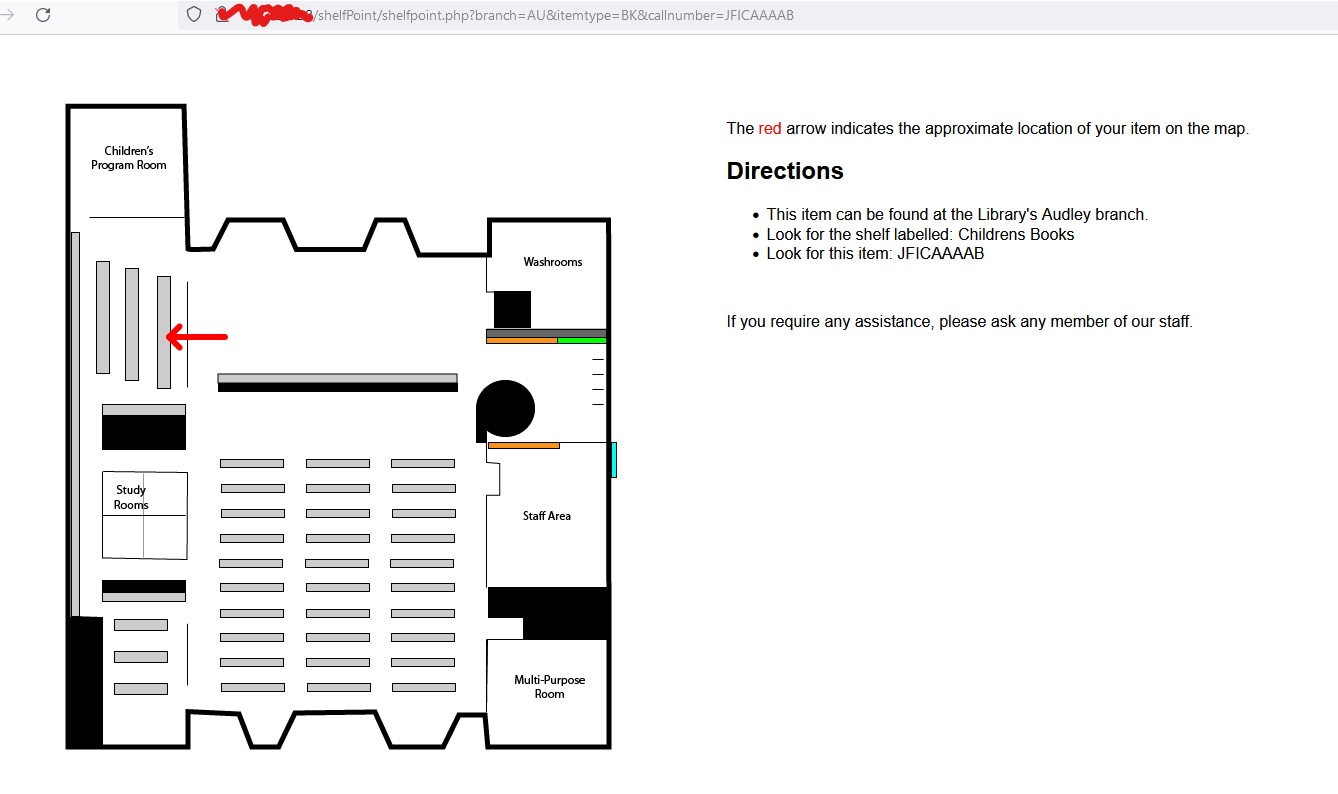 /shelfPoint/shelfpoint.php?branch=AU&itemtype=BK&callnumber=JFICAAAAB
The red arrow indicates the approximate location of your item on the map.
Directions
• This item can be found at the Library's Audley branch.
• Look for the shelf labelled: Childrens Books
• Look for this item: JFICAAAAB
If you require any assistance, please ask any member of our staff.
Children's
Program Room
Washrooms
Study
Rooms
Staff Area
Multi-Purpose
Room